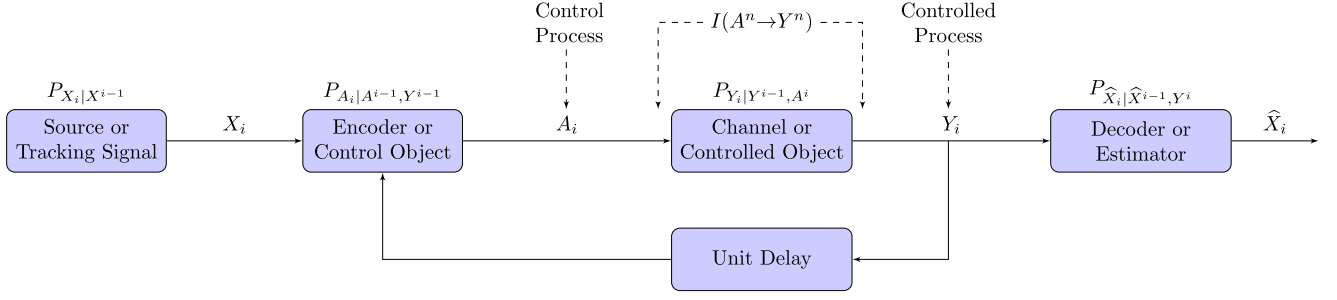 Control
Process
I(Aⁿ→Yⁿ)
Controlled
Process
P_{X_i|X^{i−1}}
P_{A_i|A^{i−1},Y^{i−1}}
P_{Y_i|Y^{i−1},A^i}
P_{\widehat{X}_i|\widehat{X}^{i−1},Y^i}
Source or
Tracking Signal
X_i
Encoder or
Control Object
A_i
Channel or
Controlled Object
Y_i
Decoder or
Estimator
\widehat{X}_i
Unit Delay